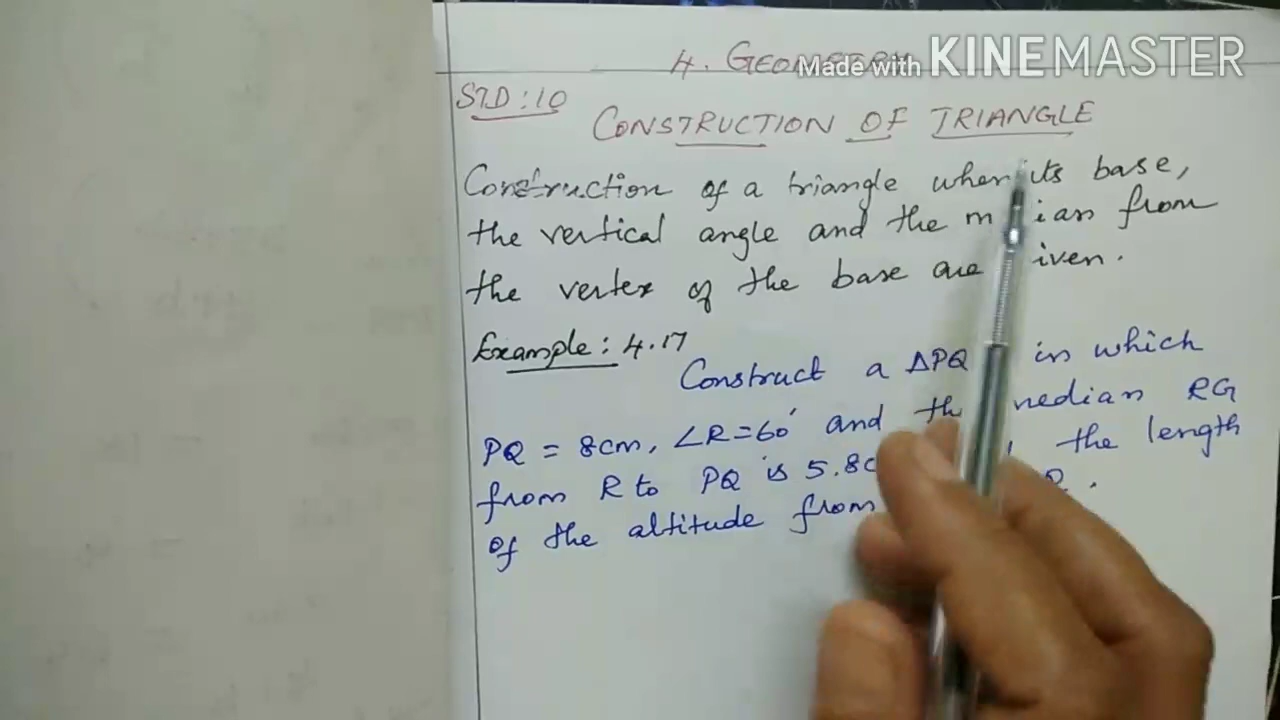 4. GEOMETRY
Made with KINEMASTER
STD: 10
CONSTRUCTION OF TRIANGLE
Construction of a triangle when its base,
the vertical angle and the m ian from
the vertex of the base are iven.
Example: 4.17
Construct a ΔPQ in which
PQ = 8cm, ∠R=60° and th median RG
from R to PQ is 5.8c the length
of the altitude from R.